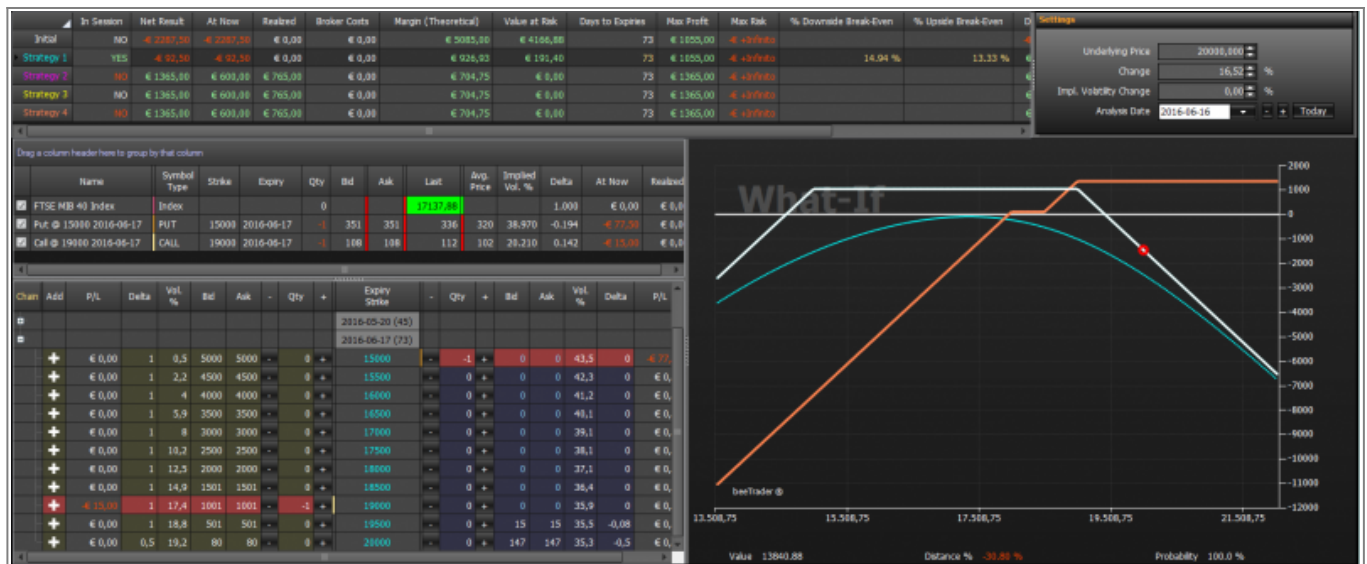 In Session Net Result At Now Realzed Broker Costs Margin (Theoretical) Value at Risk Days to Expiries Max Profit Max Risk % Downside Break-Even % Upside Break-Even D
Initial NO -€ 2287,50 -€ 2287,50 € 0,00 € 0,00 € 5085,00 € 4166,88 73 € 1055,00 -€ +Infinito
Strategy 1 YES -€ 92,50 -€ 92,50 € 0,00 € 0,00 € 926,93 € 191,40 73 € 1055,00 -€ +Infinito 14.94 % 13.33 % €
Strategy 2 NO € 1365,00 € 600,00 € 765,00 € 0,00 € 704,75 € 0,00 73 € 1365,00 -€ +Infinito
Strategy 3 NO € 1365,00 € 600,00 € 765,00 € 0,00 € 704,75 € 0,00 73 € 1365,00 -€ +Infinito
Strategy 4 NO € 1365,00 € 600,00 € 765,00 € 0,00 € 704,75 € 0,00 73 € 1365,00 -€ +Infinito
Settings
Underlying Price 20000,000
Change 16,52 %
Impl. Volatility Change 0,00 %
Analysis Date 2016-06-16 - + Today
Drag a column header here to group by that column
Name Symbol Type Strike Expiry Qty Bid Ask Last Avg. Price Implied Vol. % Delta At Now Realized
FTSE MIB 40 Index Index 0 17137,88 1.000 € 0,00 € 0,0
Put @ 15000 2016-06-17 PUT 15000 2016-06-17 -1 351 351 336 320 38.970 -0.194 -€ 77,50 € 0,0
Call @ 19000 2016-06-17 CALL 19000 2016-06-17 -1 108 108 112 102 20.210 0.142 -€ 15,00 € 0,0
Chain Add P/L Delta Vol. % Bid Ask - Qty + Expiry Strike - Qty + Bid Ask Vol. % Delta P/L
2016-05-20 (45)
2016-06-17 (73)
€ 0,00 1 0,5 5000 5000 - 0 + 15000 - -1 + 0 0 43,5 0 -€ 77,
€ 0,00 1 2,2 4500 4500 - 0 + 15500 - 0 + 0 0 42,3 0 € 0,
€ 0,00 1 4 4000 4000 - 0 + 16000 - 0 + 0 0 41,2 0 € 0,
€ 0,00 1 5,9 3500 3500 - 0 + 16500 - 0 + 0 0 40,1 0 € 0,
€ 0,00 1 8 3000 3000 - 0 + 17000 - 0 + 0 0 39,1 0 € 0,
€ 0,00 1 10,2 2500 2500 - 0 + 17500 - 0 + 0 0 38,1 0 € 0,
€ 0,00 1 12,5 2000 2000 - 0 + 18000 - 0 + 0 0 37,1 0 € 0,
€ 0,00 1 14,9 1501 1501 - 0 + 18500 - 0 + 0 0 36,4 0 € 0,
-€ 15,00 1 17,4 1001 1001 - -1 + 19000 - 0 + 0 0 35,9 0 € 0,
€ 0,00 1 18,8 501 501 - 0 + 19500 - 0 + 15 15 35,5 -0,08 € 0,
€ 0,00 0,5 19,2 80 80 - 0 + 20000 - 0 + 147 147 35,3 -0,5 € 0,
What-If
2000
1000
0
-1000
-2000
-3000
-4000
-5000
-6000
-7000
-8000
-9000
-10000
-11000
-12000
beeTrader ®
13.508,75 15.508,75 17.508,75 19.508,75 21.508,75
Value 13840.88 Distance % -30.80 % Probability 100.0 %